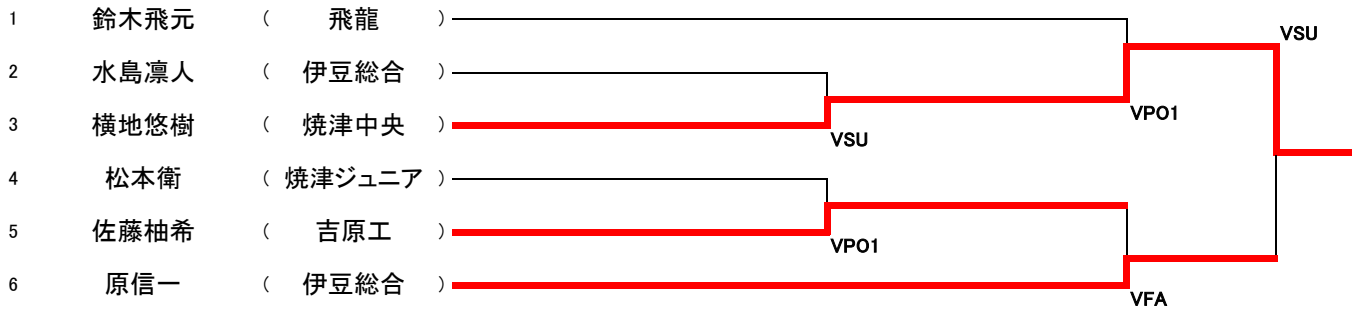 1 鈴木飛元 ( 飛龍 )
VSU
2 水島凛人 ( 伊豆総合 )
VPO1
3 横地悠樹 ( 焼津中央 )
VSU
4 松本衛 ( 焼津ジュニア )
5 佐藤柚希 ( 吉原工 )
VPO1
6 原信一 ( 伊豆総合 )
VFA